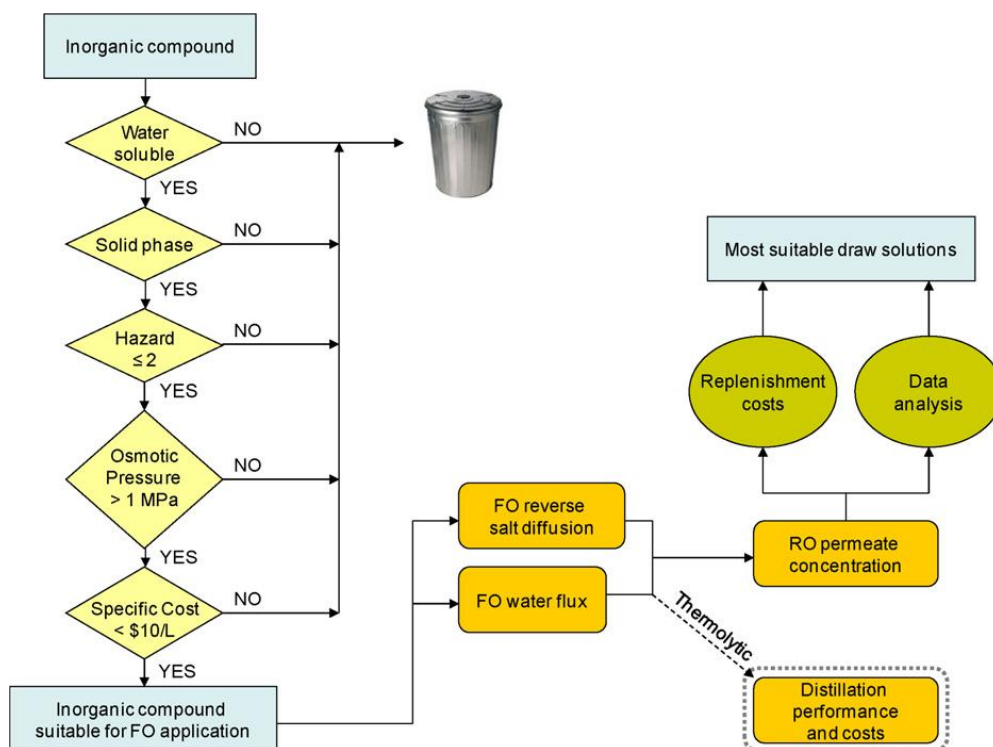 Inorganic compound
Water
soluble
NO
YES
Solid phase
NO
YES
Hazard
≤ 2
NO
YES
Osmotic
Pressure
> 1 MPa
NO
YES
Specific Cost
< $10/L
NO
YES
Inorganic compound
suitable for FO application
FO reverse
salt diffusion
FO water flux
Thermolytic
RO permeate
concentration
Distillation
performance
and costs
Replenishment
costs
Data
analysis
Most suitable draw solutions